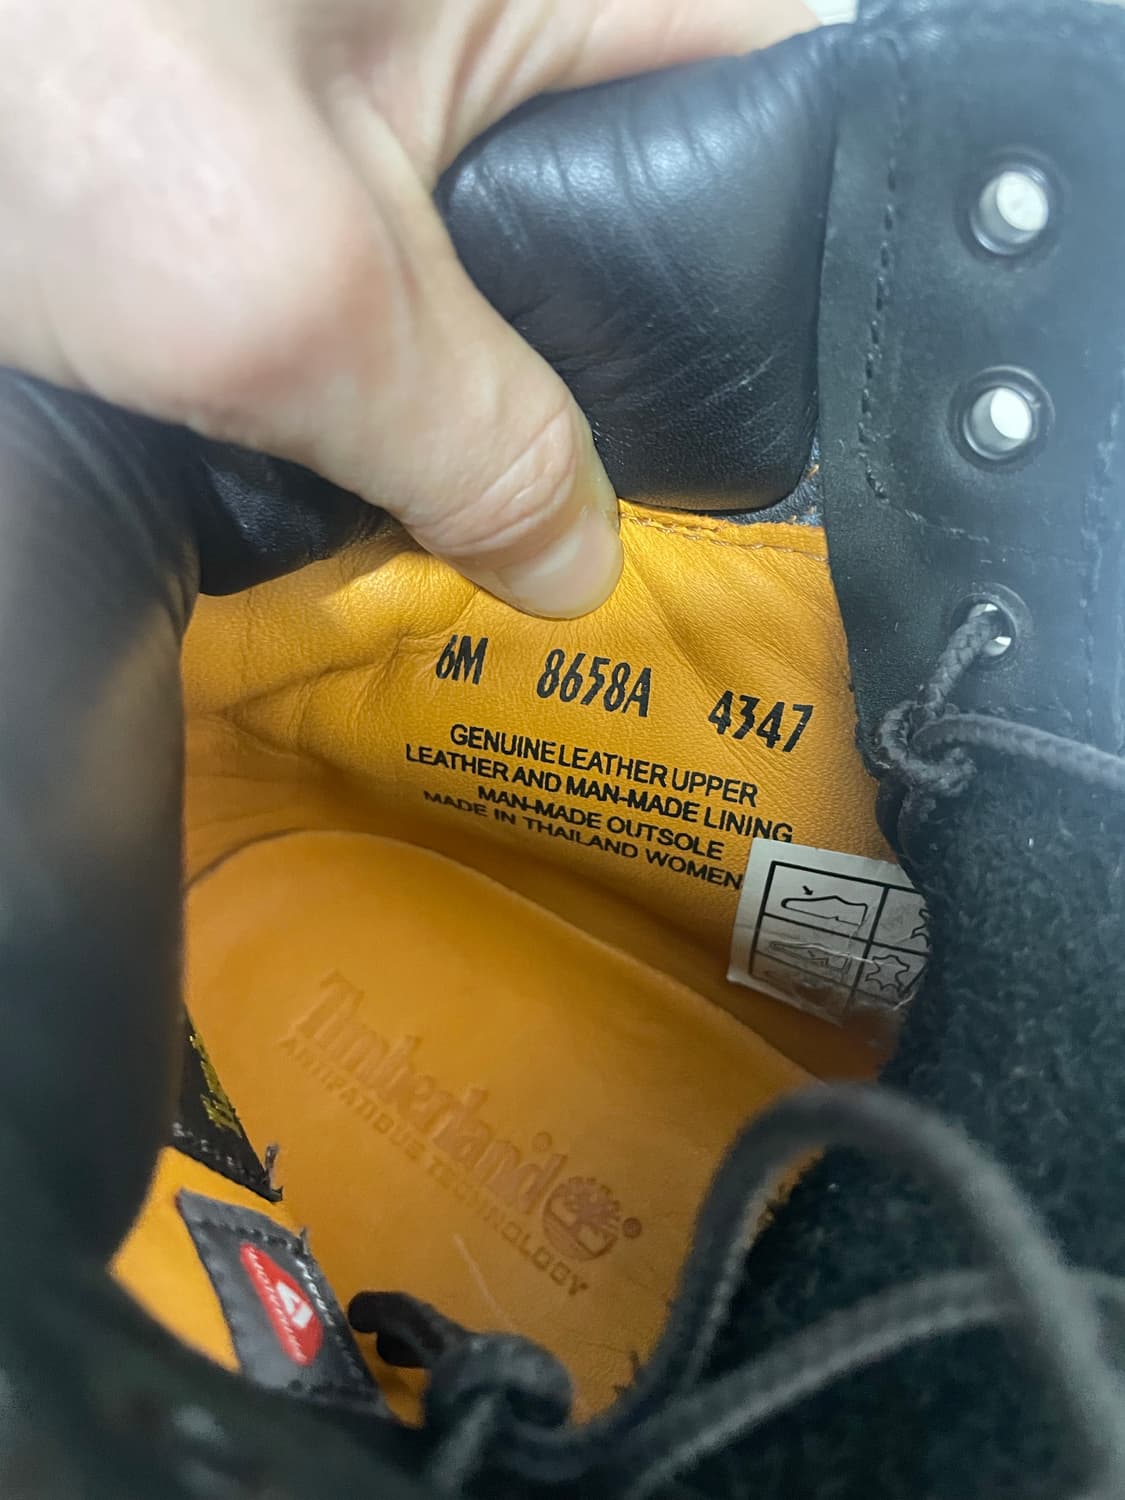 6M 8658A 4347
GENUINE LEATHER UPPER
LEATHER AND MAN-MADE LINING
MAN-MADE OUTSOLE
MADE IN THAILAND WOMEN
Timberland
ANTIFATIGUE TECHNOLOGY